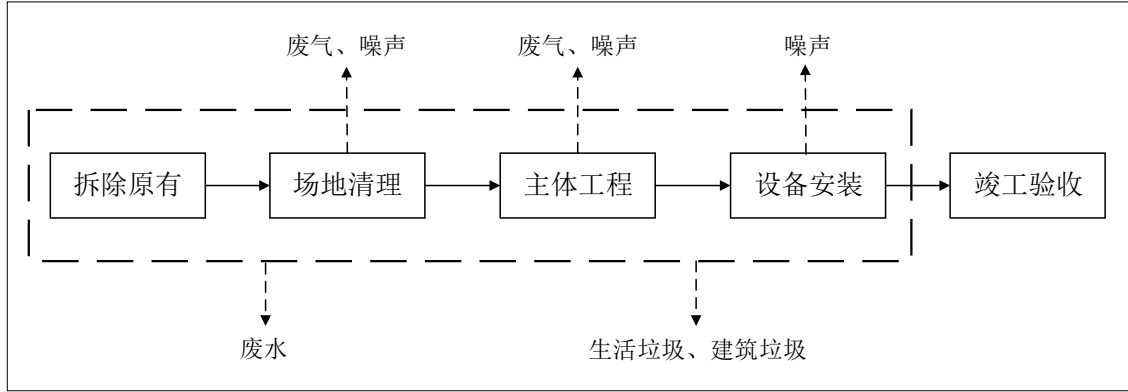 废气、噪声
废气、噪声
噪声
拆除原有
场地清理
主体工程
设备安装
竣工验收
废水
生活垃圾、建筑垃圾